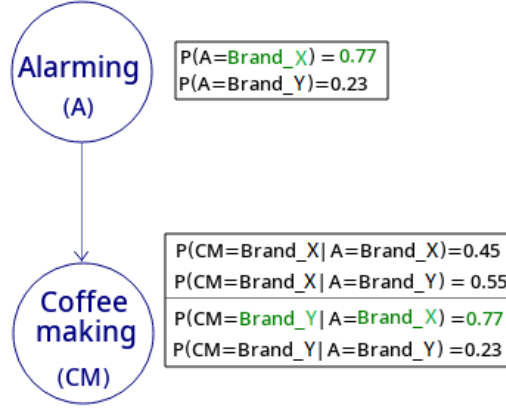 Alarming
(A)
P(A=Brand_X) = 0.77
P(A=Brand_Y)=0.23
Coffee
making
(CM)
P(CM=Brand_X|A=Brand_X)=0.45
P(CM=Brand_X|A=Brand_Y) = 0.55
P(CM=Brand_Y|A=Brand_X) =0.77
P(CM=Brand_Y|A=Brand_Y) =0.23